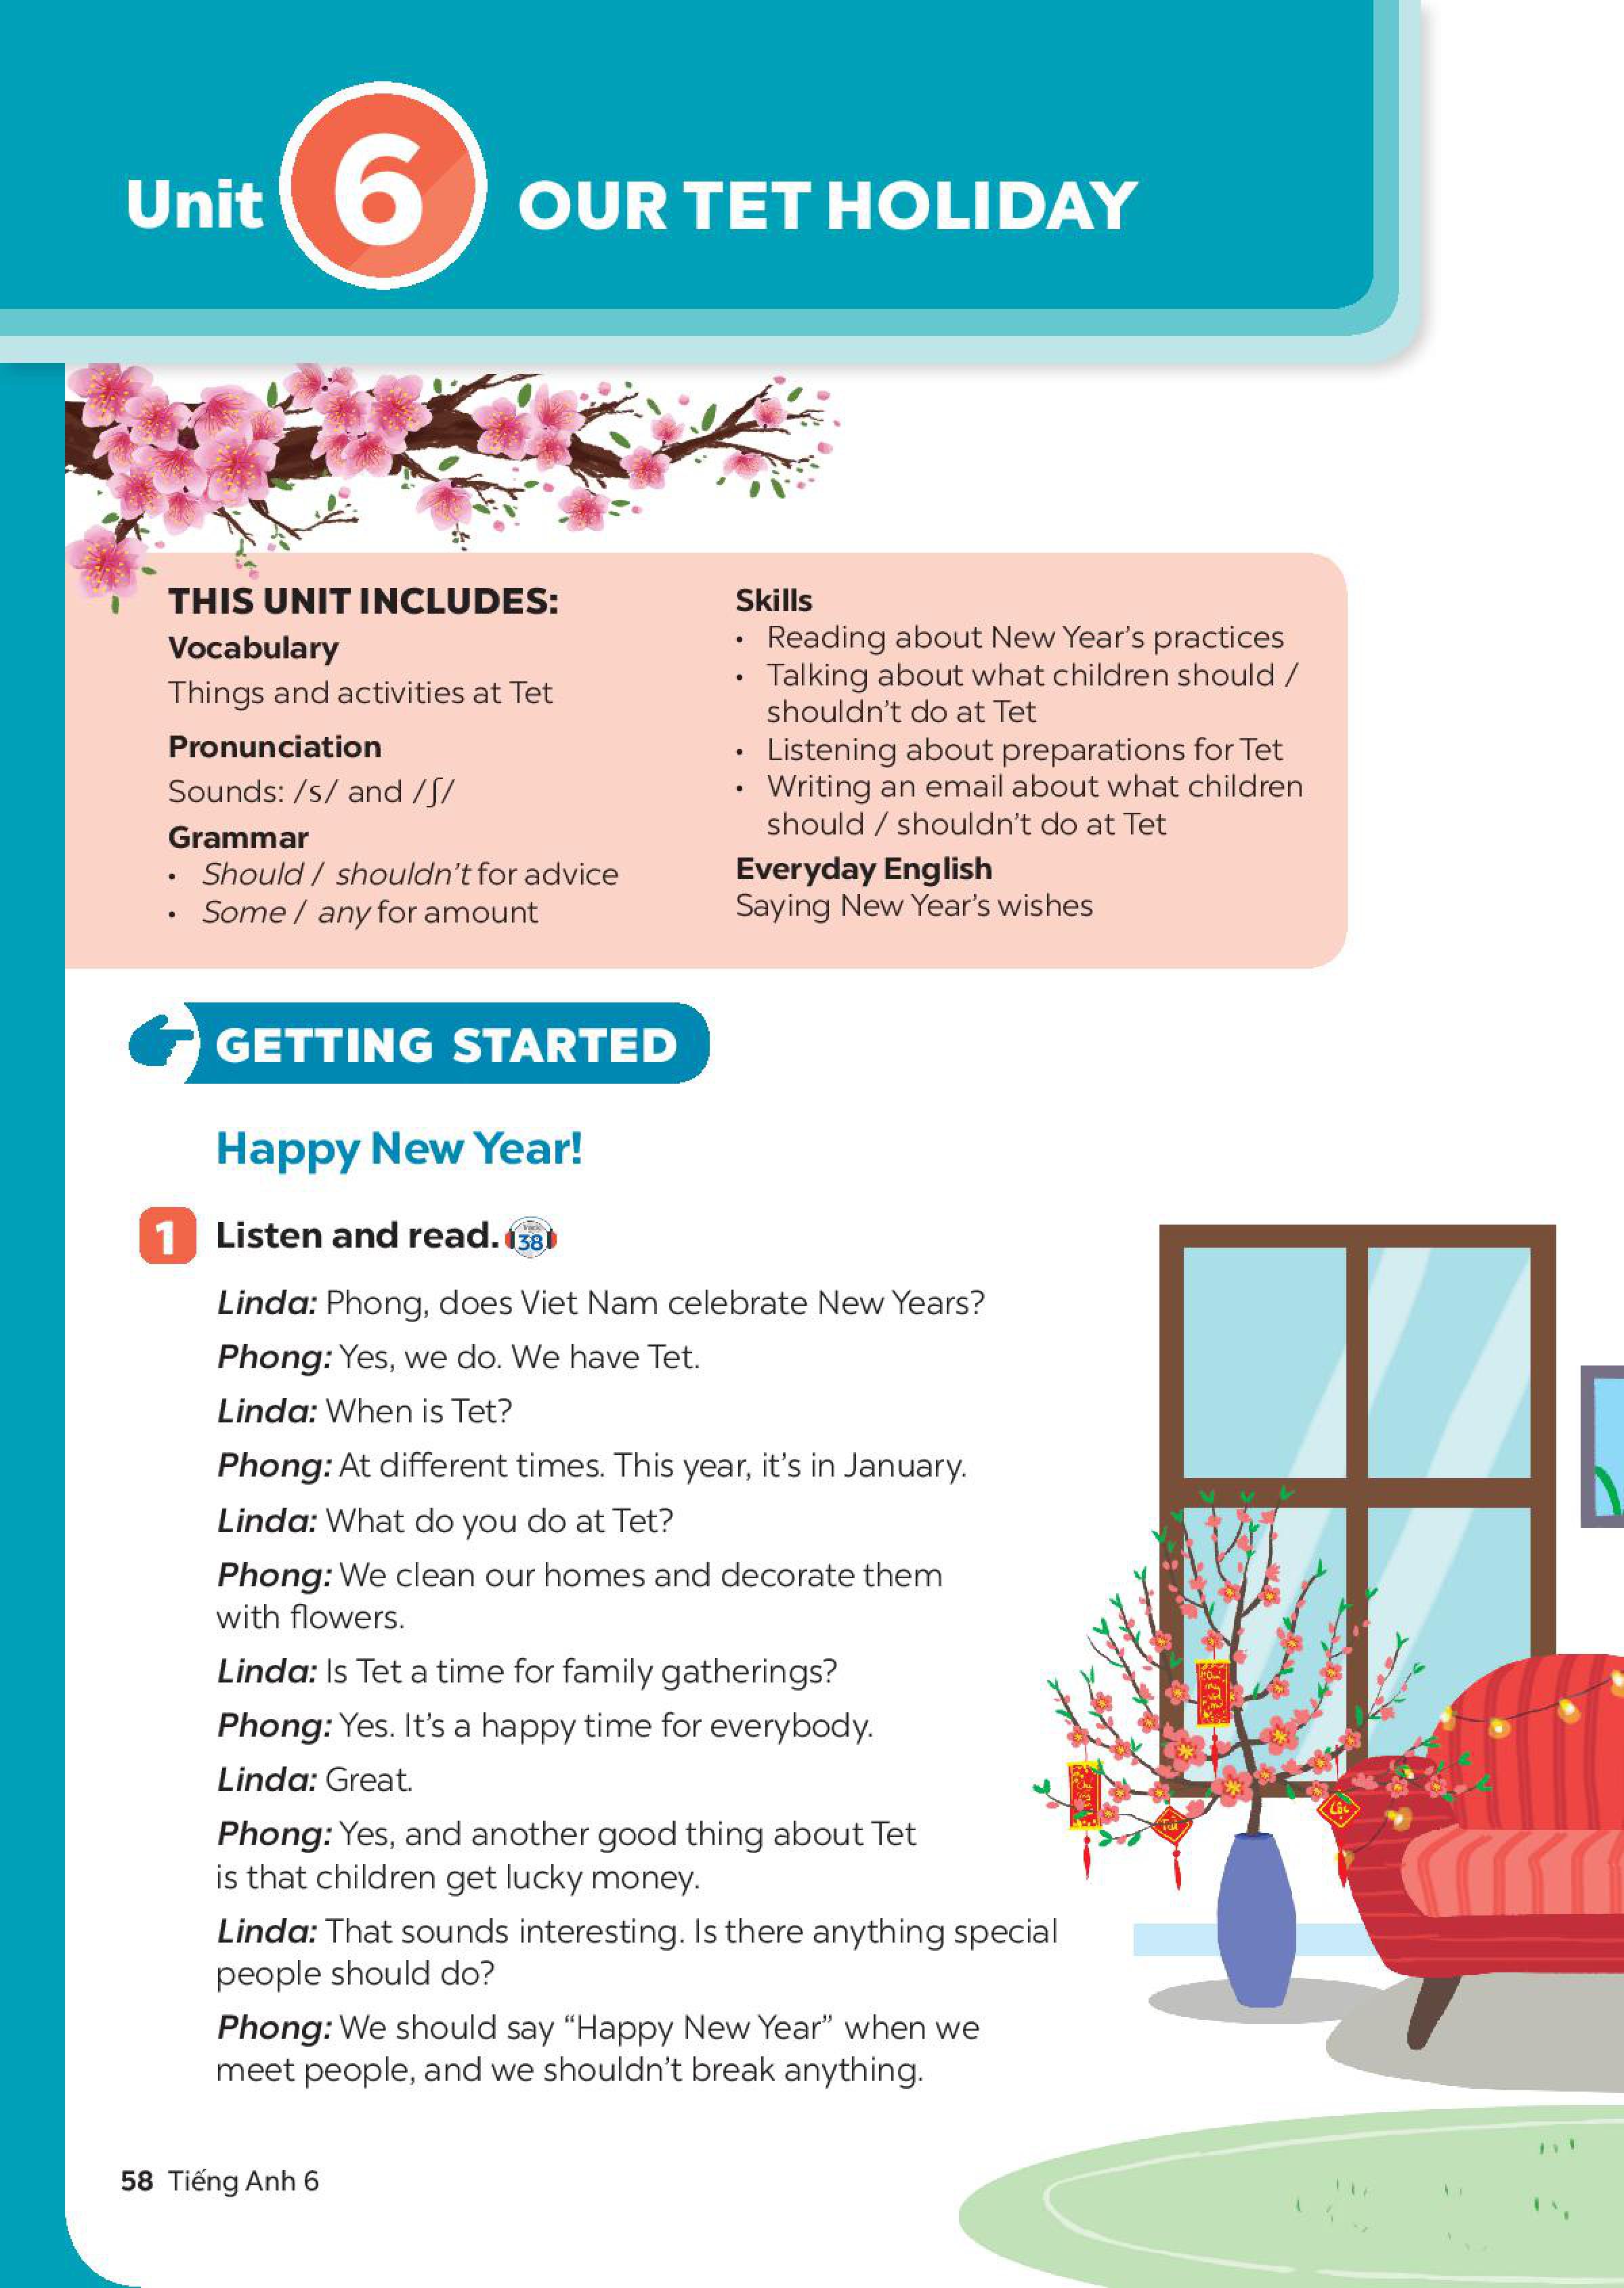 Unit 6 OUR TET HOLIDAY
THIS UNIT INCLUDES:
Vocabulary
Things and activities at Tet
Pronunciation
Sounds: /s/ and /ʃ/
Grammar
• Should / shouldn't for advice
• Some / any for amount
Skills
• Reading about New Year's practices
• Talking about what children should /
shouldn't do at Tet
• Listening about preparations for Tet
• Writing an email about what children
should / shouldn't do at Tet
Everyday English
Saying New Year's wishes
GETTING STARTED
Happy New Year!
1 Listen and read. 38
Linda: Phong, does Viet Nam celebrate New Years?
Phong: Yes, we do. We have Tet.
Linda: When is Tet?
Phong: At different times. This year, it's in January.
Linda: What do you do at Tet?
Phong: We clean our homes and decorate them
with flowers.
Linda: Is Tet a time for family gatherings?
Phong: Yes. It's a happy time for everybody.
Linda: Great.
Phong: Yes, and another good thing about Tet
is that children get lucky money.
Linda: That sounds interesting. Is there anything special
people should do?
Phong: We should say “Happy New Year” when we
meet people, and we shouldn't break anything.
Lộc
58 Tiếng Anh 6